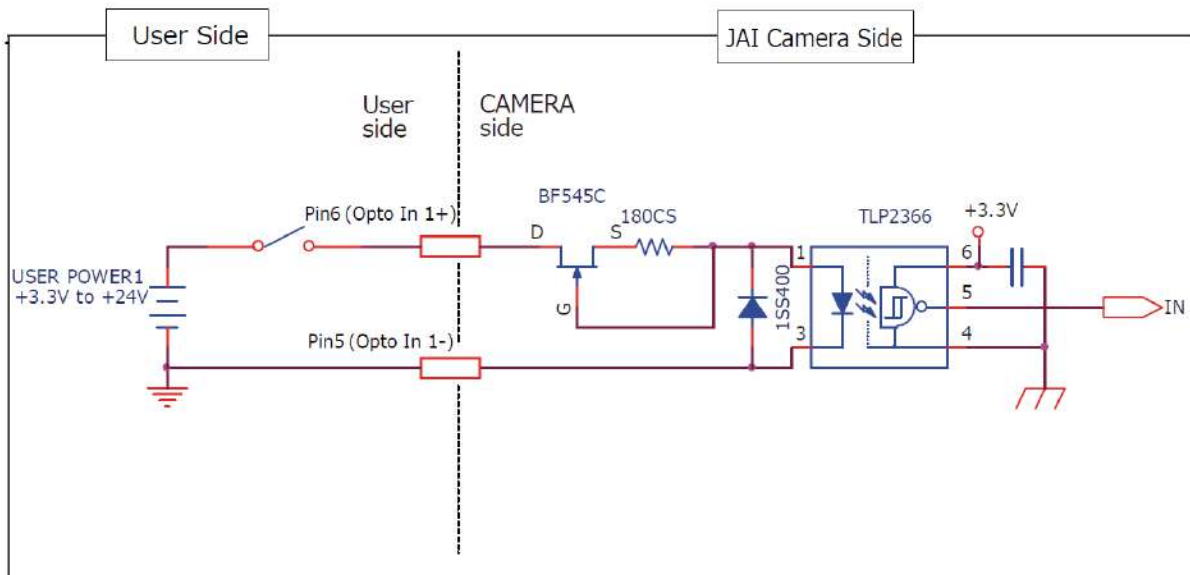 User Side
JAI Camera Side
User
side
CAMERA
side
BF545C
Pin6 (Opto In 1+)
D
S
180CS
TLP2366
+3.3V
USER POWER1
+3.3V to +24V
G
1SS400
1
6
5
IN
3
4
Pin5 (Opto In 1-)